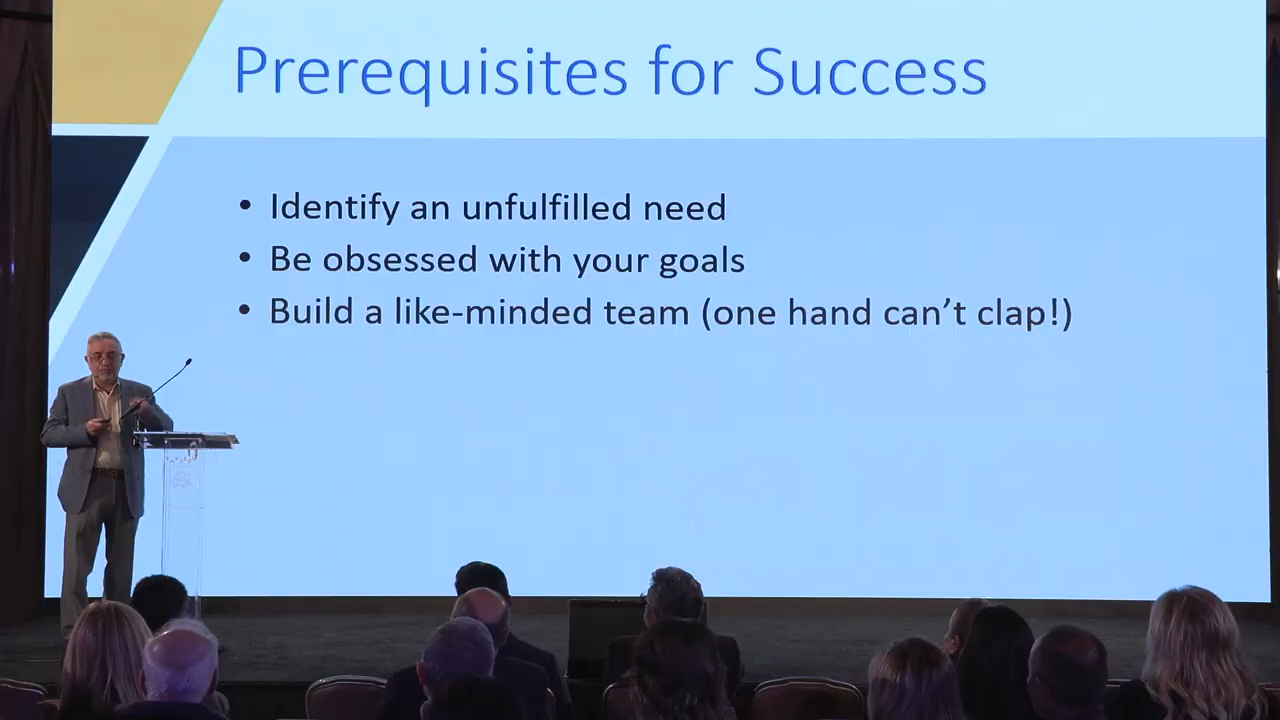 Prerequisites for Success
• Identify an unfulfilled need
• Be obsessed with your goals
• Build a like-minded team (one hand can’t clap!)